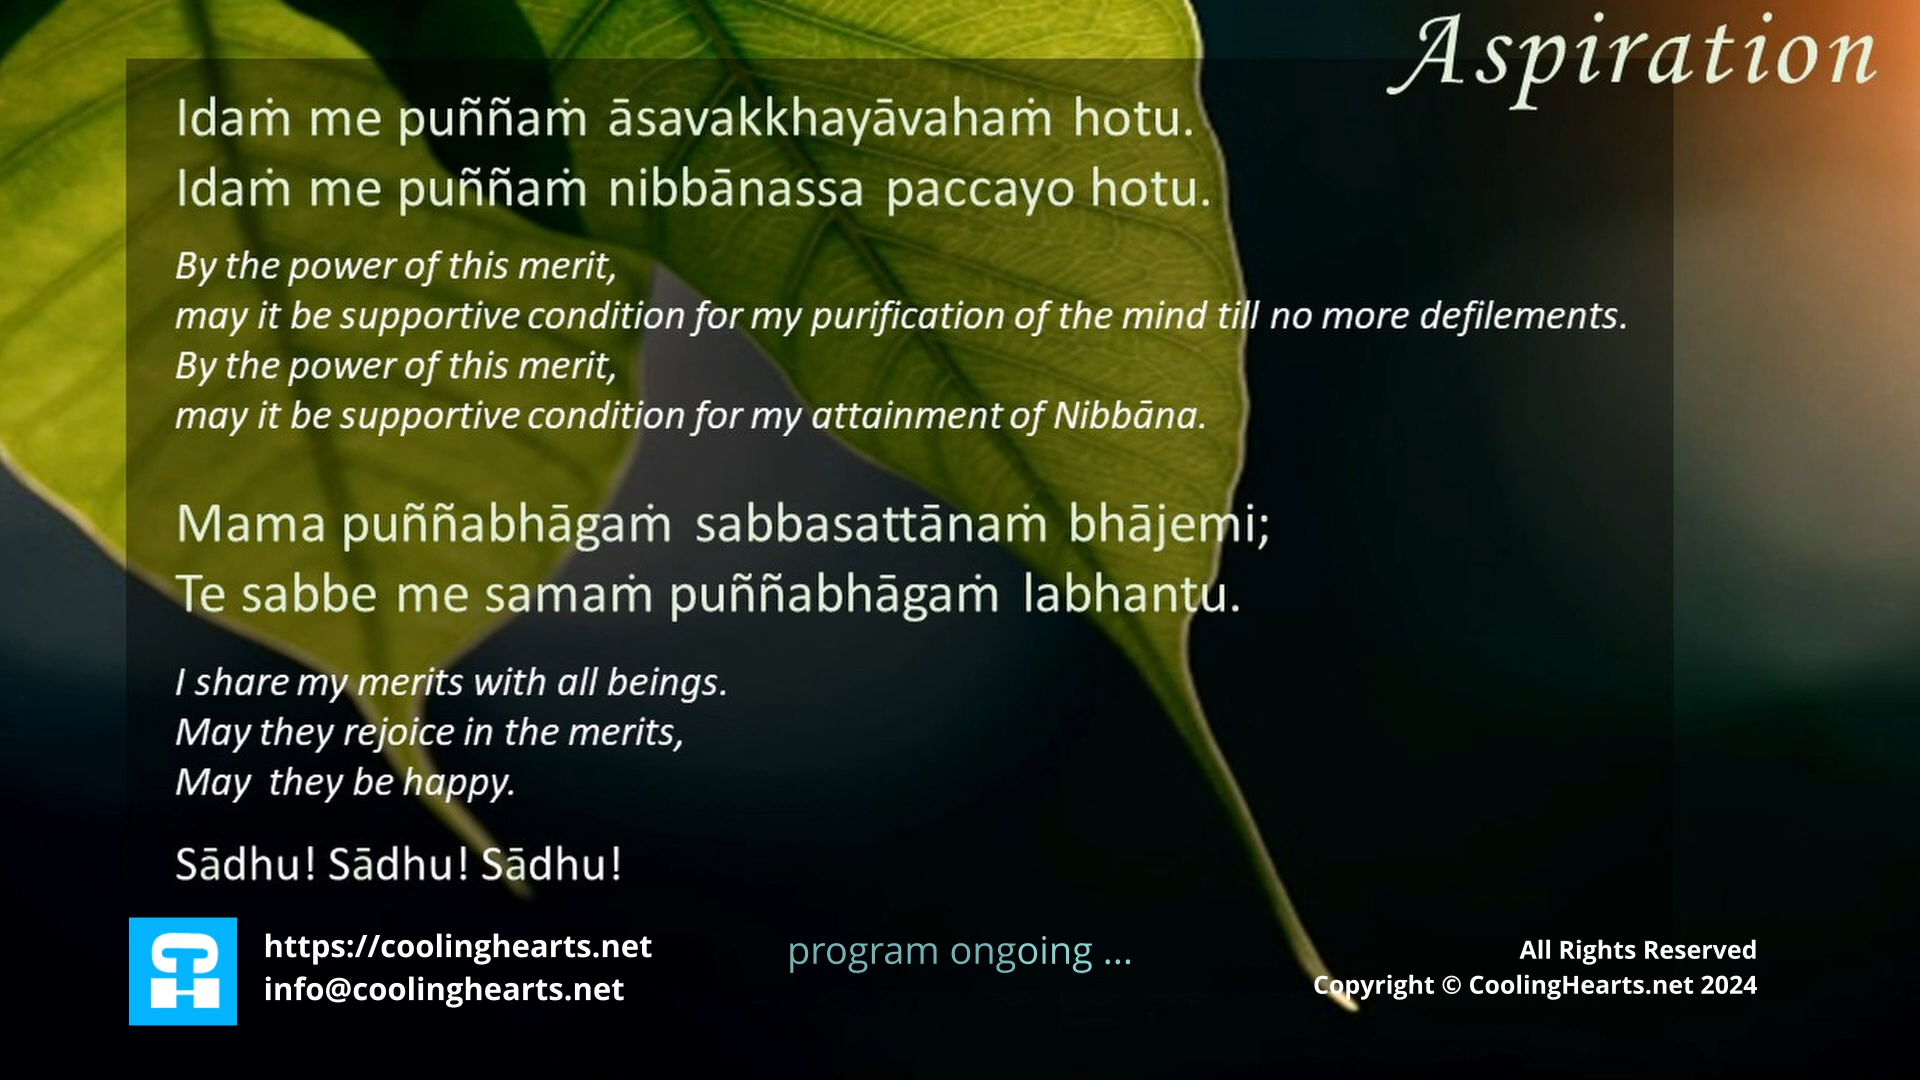 Aspiration
Idaṁ me puññaṁ āsavakkhayāvahaṁ hotu.
Idaṁ me puññaṁ nibbānassa paccayo hotu.
By the power of this merit,
may it be supportive condition for my purification of the mind till no more defilements.
By the power of this merit,
may it be supportive condition for my attainment of Nibbāna.
Mama puññabhāgaṁ sabbasattānaṁ bhājemi;
Te sabbe me samaṁ puññabhāgaṁ labhantu.
I share my merits with all beings.
May they rejoice in the merits,
May they be happy.
Sādhu! Sādhu! Sādhu!
https://coolinghearts.net
info@coolinghearts.net
program ongoing ...
All Rights Reserved
Copyright © CoolingHearts.net 2024